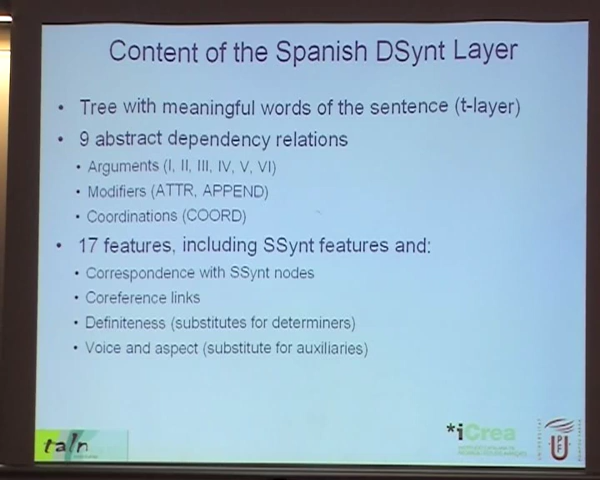 Content of the Spanish DSynt Layer
• Tree with meaningful words of the sentence (t-layer)
• 9 abstract dependency relations
• Arguments (I, II, III, IV, V, VI)
• Modifiers (ATTR, APPEND)
• Coordinations (COORD)
• 17 features, including SSynt features and:
• Correspondence with SSynt nodes
• Coreference links
• Definiteness (substitutes for determiners)
• Voice and aspect (substitute for auxiliaries)
taln
*iCrea
UPF